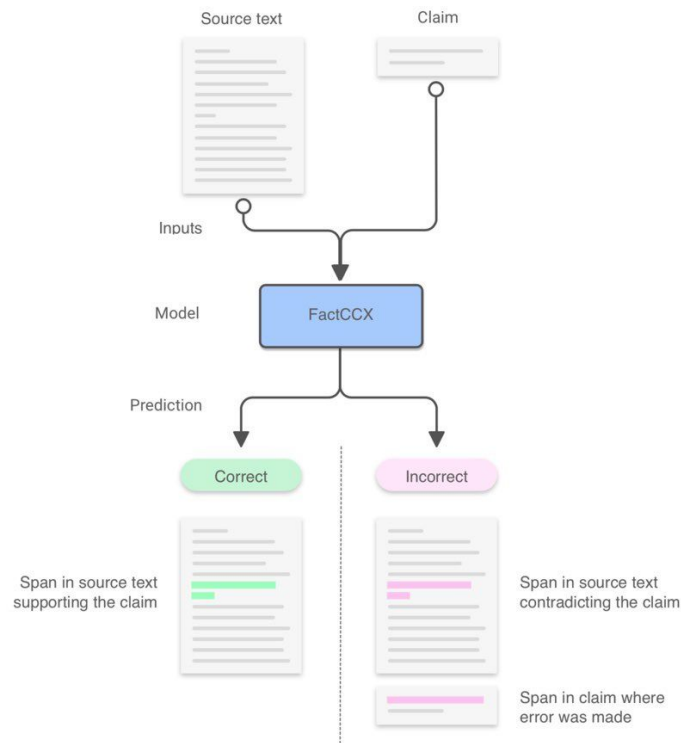 Source text
Claim
Inputs
Model
FactCCX
Prediction
Correct
Incorrect
Span in source text
supporting the claim
Span in source text
contradicting the claim
Span in claim where
error was made